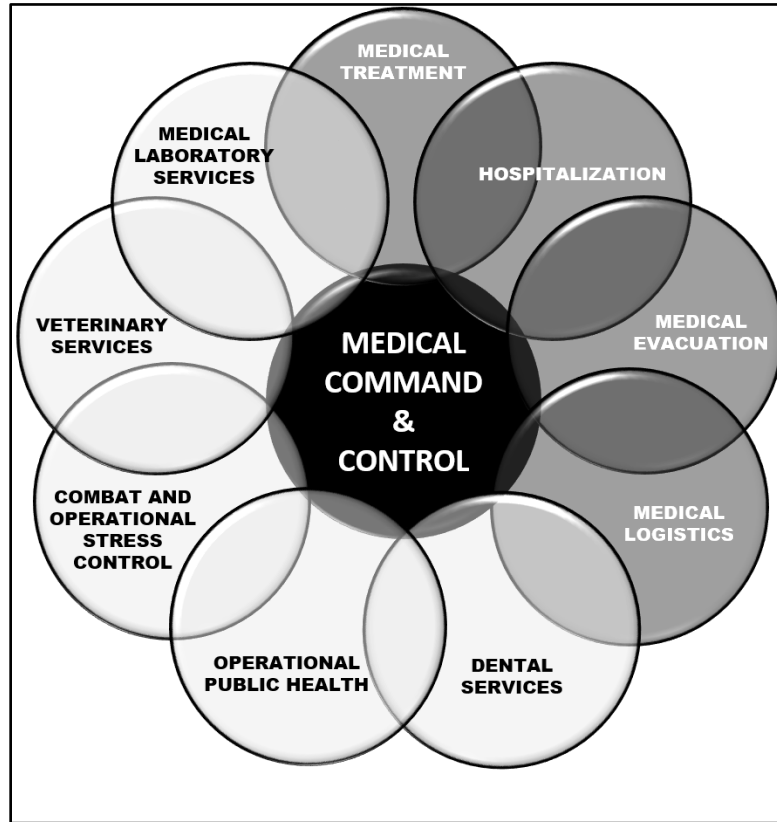 MEDICAL
TREATMENT
MEDICAL
LABORATORY
SERVICES
HOSPITALIZATION
VETERINARY
SERVICES
MEDICAL
EVACUATION
MEDICAL
COMMAND
&
CONTROL
COMBAT AND
OPERATIONAL
STRESS
CONTROL
MEDICAL
LOGISTICS
OPERATIONAL
PUBLIC HEALTH
DENTAL
SERVICES